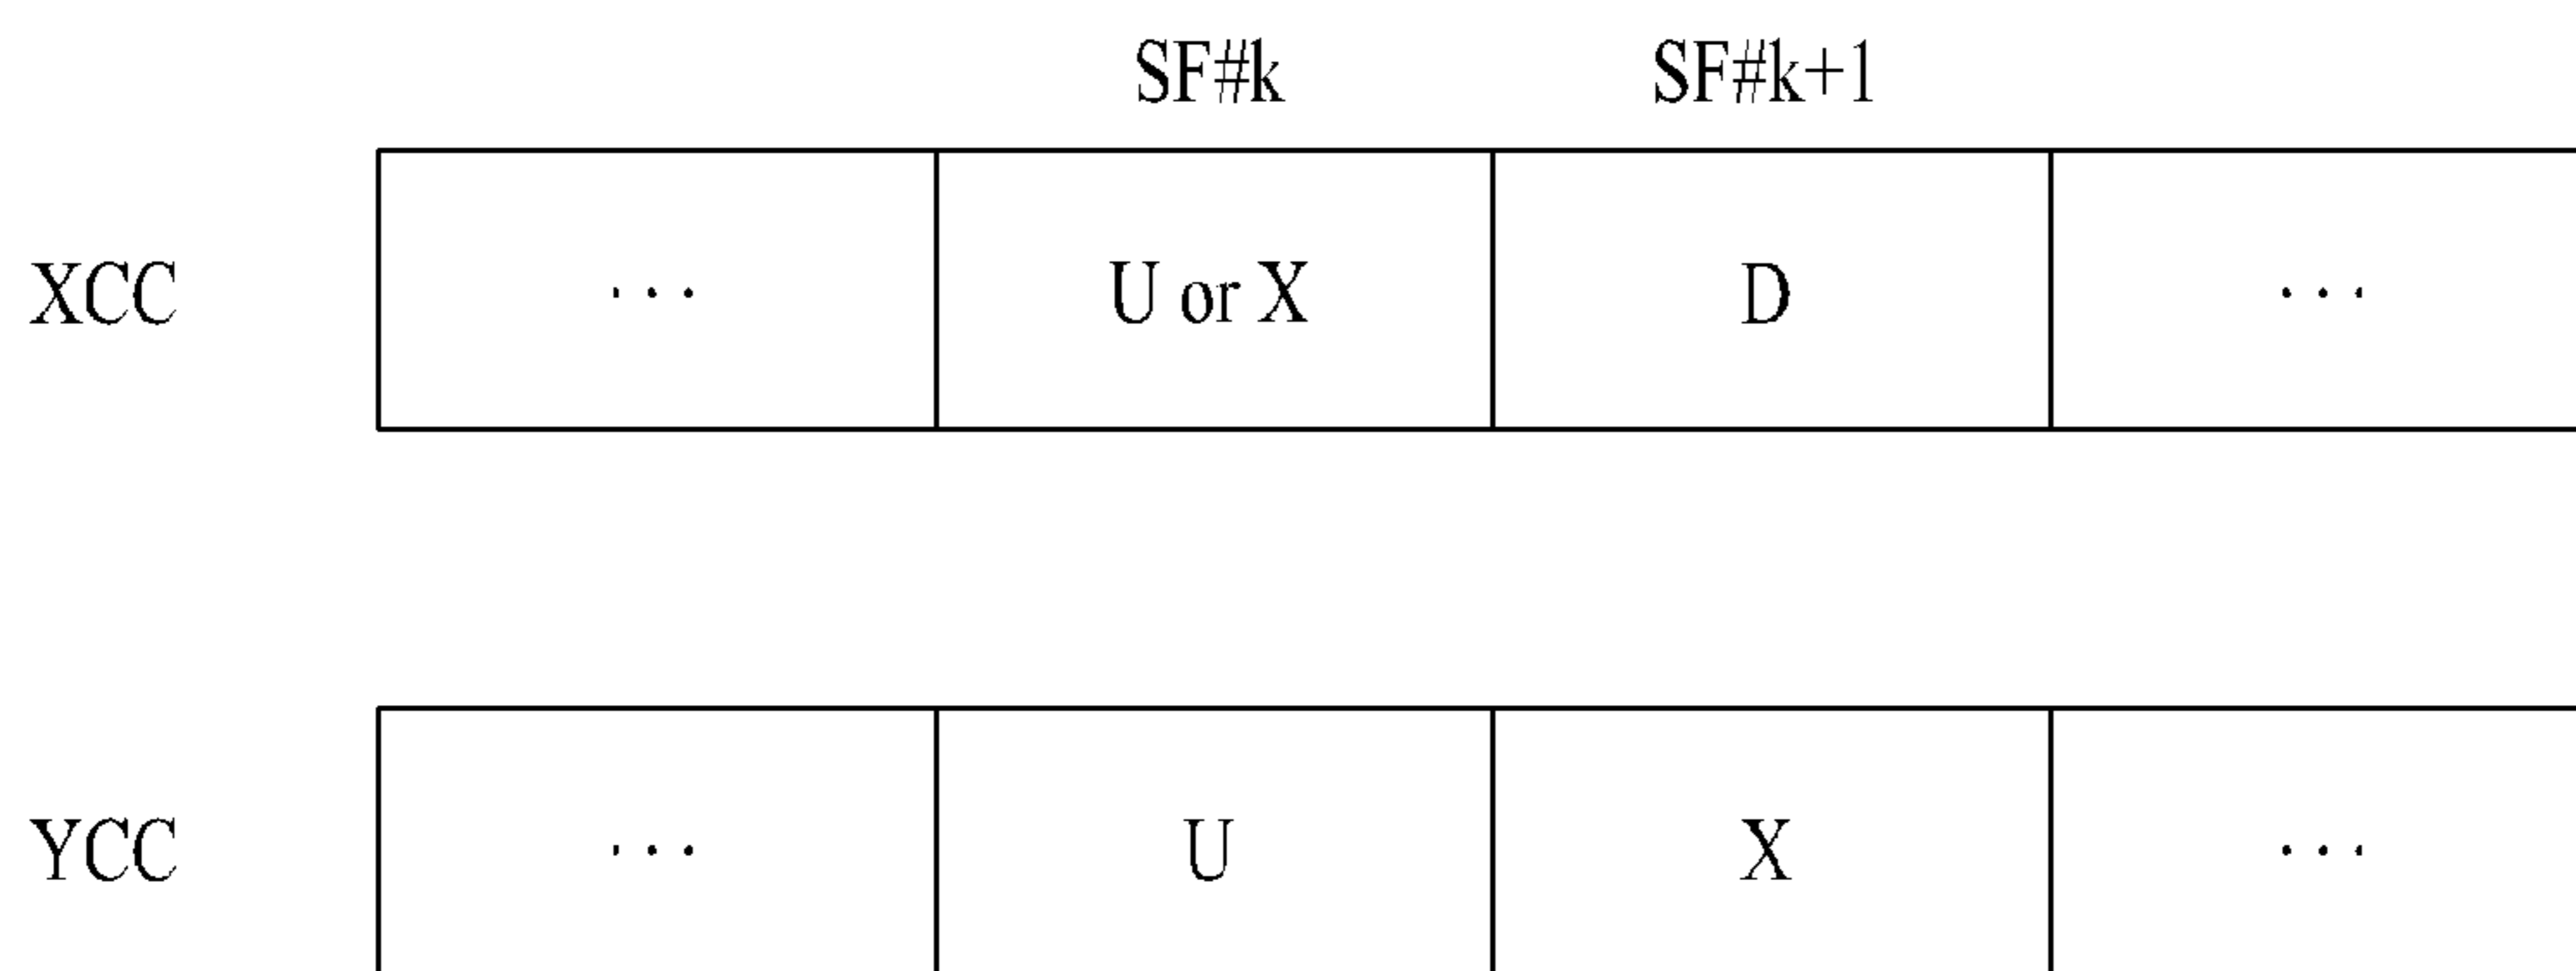 SF#k SF#k+1
XCC ... U or X D ...
YCC ... U X ...